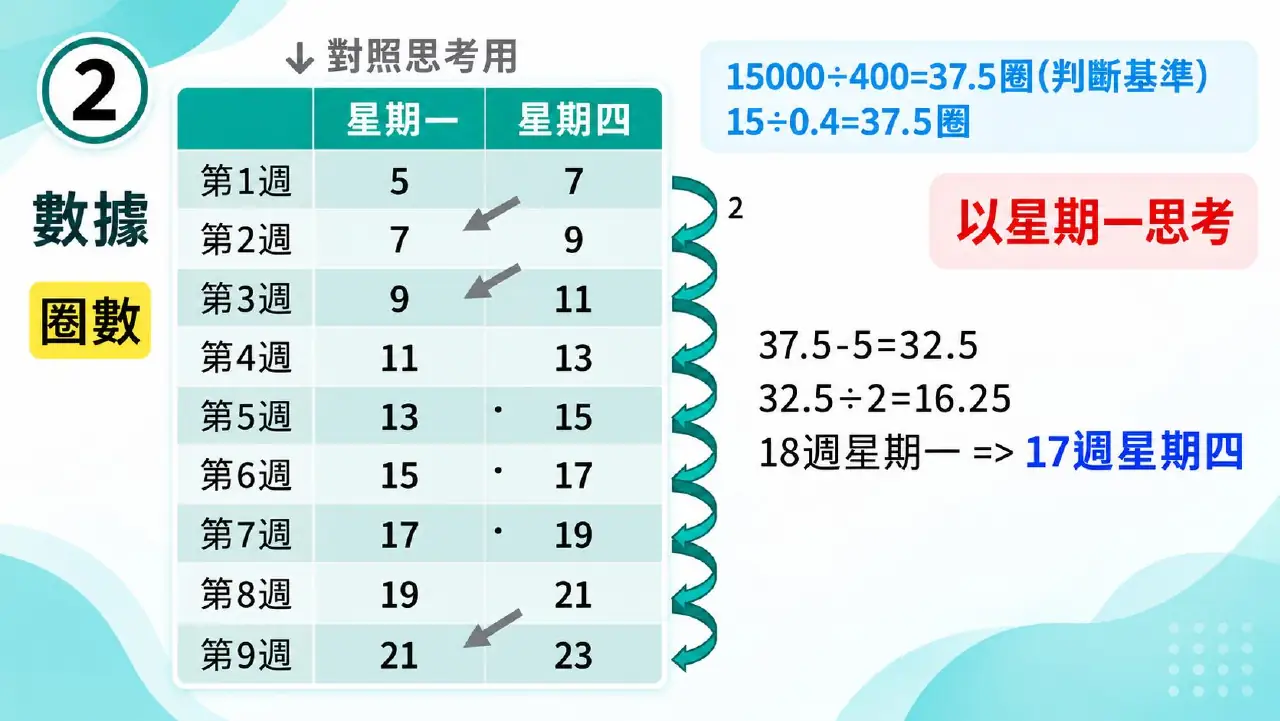 2
數據
圈數
↓ 對照思考用
星期一 星期四
第1週 5 7
第2週 7 9
第3週 9 11
第4週 11 13
第5週 13 · 15
第6週 15 · 17
第7週 17 · 19
第8週 19 21
第9週 21 23
2
15000÷400=37.5圈(判斷基準)
15÷0.4=37.5圈
以星期一思考
37.5-5=32.5
32.5÷2=16.25
18週星期一 => 17週星期四